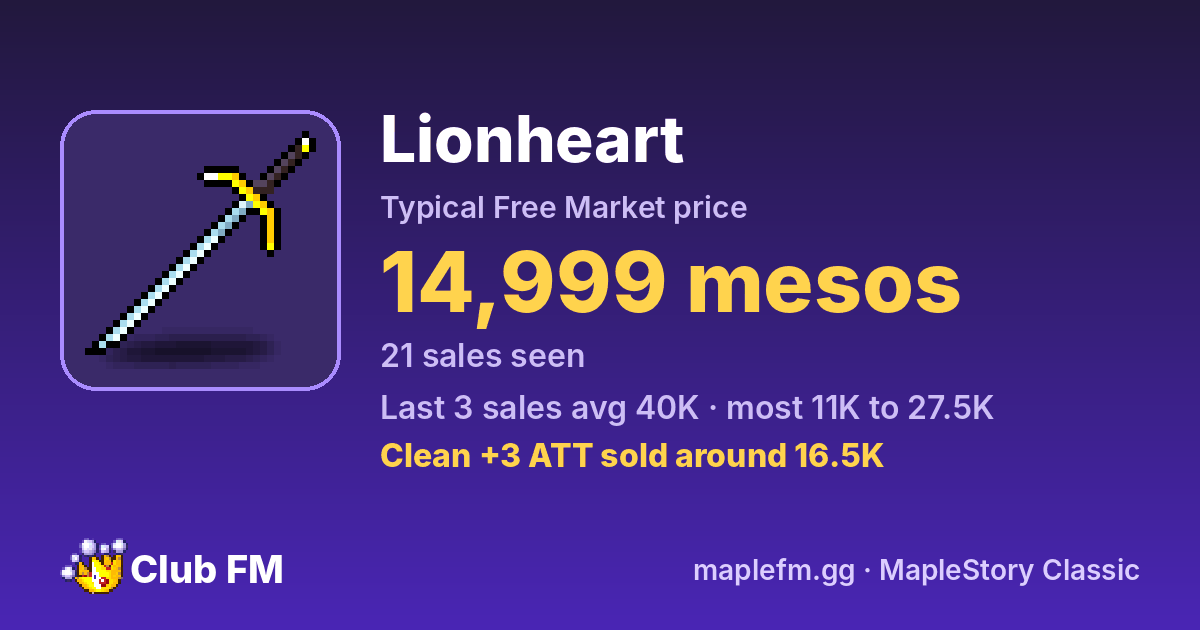 Lionheart
Typical Free Market price
14,999 mesos
21 sales seen
Last 3 sales avg 40K · most 11K to 27.5K
Clean +3 ATT sold around 16.5K
Club FM
maplefm.gg · MapleStory Classic